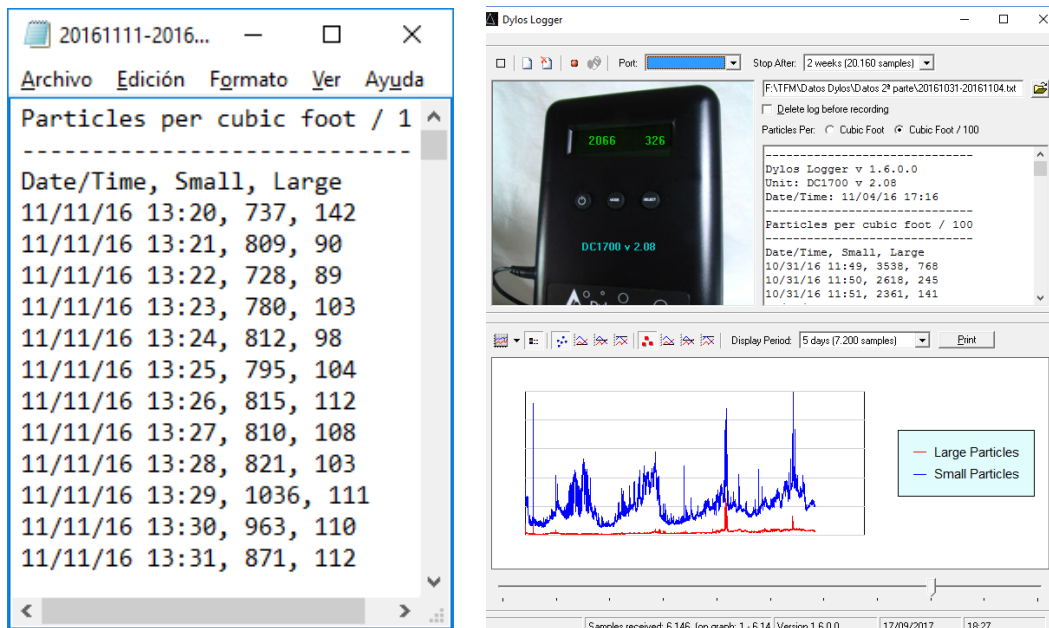 20161111-2016...
Archivo Edición Formato Ver Ayuda
Particles per cubic foot / 1
-----------------------------
Date/Time, Small, Large
11/11/16 13:20, 737, 142
11/11/16 13:21, 809, 90
11/11/16 13:22, 728, 89
11/11/16 13:23, 780, 103
11/11/16 13:24, 812, 98
11/11/16 13:25, 795, 104
11/11/16 13:26, 815, 112
11/11/16 13:27, 810, 108
11/11/16 13:28, 821, 103
11/11/16 13:29, 1036, 111
11/11/16 13:30, 963, 110
11/11/16 13:31, 871, 112
Dylos Logger
Port: Stop After: 2 weeks (20.160 samples)
F:\TFM\Datos Dylos\Datos 2ª parte\20161031-20161104.txt
Delete log before recording
Particles Per: Cubic Foot Cubic Foot / 100
2066 326
MODE SELECT
DC1700 v 2.08
-----------------------------
Dylos Logger v 1.6.0.0
Unit: DC1700 v 2.08
Date/Time: 11/04/16 17:16
-----------------------------
Particles per cubic foot / 100
-----------------------------
Date/Time, Small, Large
10/31/16 11:49, 3538, 768
10/31/16 11:50, 2618, 245
10/31/16 11:51, 2361, 141
Display Period: 5 days (7.200 samples) Print
Large Particles
Small Particles
Samples received: 6.146 (on graph: 1 - 6.14 Version 1.6.0.0 17/09/2017 18:27